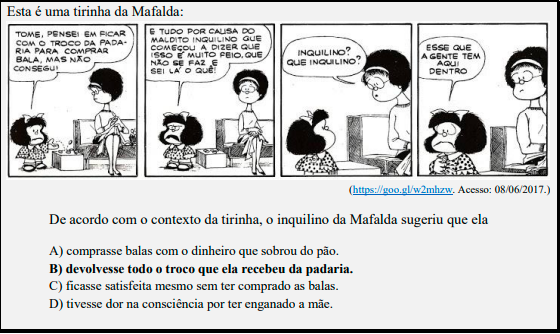 Esta é uma tirinha da Mafalda:
TOME, PENSEI EM FICAR
COM O TROCO DA PADA-
RIA PARA COMPRAR
BALA, MAS NÃO
CONSEGUI!
E TUDO POR CAUSA DO
MALDITO INQUILINO QUE
COMEÇOU A DIZER QUE
ISSO É MUITO FEIO, QUE
NÃO SE FAZ E
SEI LÁ O QUÊ!
INQUILINO?
QUE INQUILINO?
ESSE QUE
A GENTE TEM
AQUI
DENTRO
(https://goo.gl/w2mhzw. Acesso: 08/06/2017.)
De acordo com o contexto da tirinha, o inquilino da Mafalda sugeriu que ela
A) comprasse balas com o dinheiro que sobrou do pão.
B) devolvesse todo o troco que ela recebeu da padaria.
C) ficasse satisfeita mesmo sem ter comprado as balas.
D) tivesse dor na consciência por ter enganado a mãe.